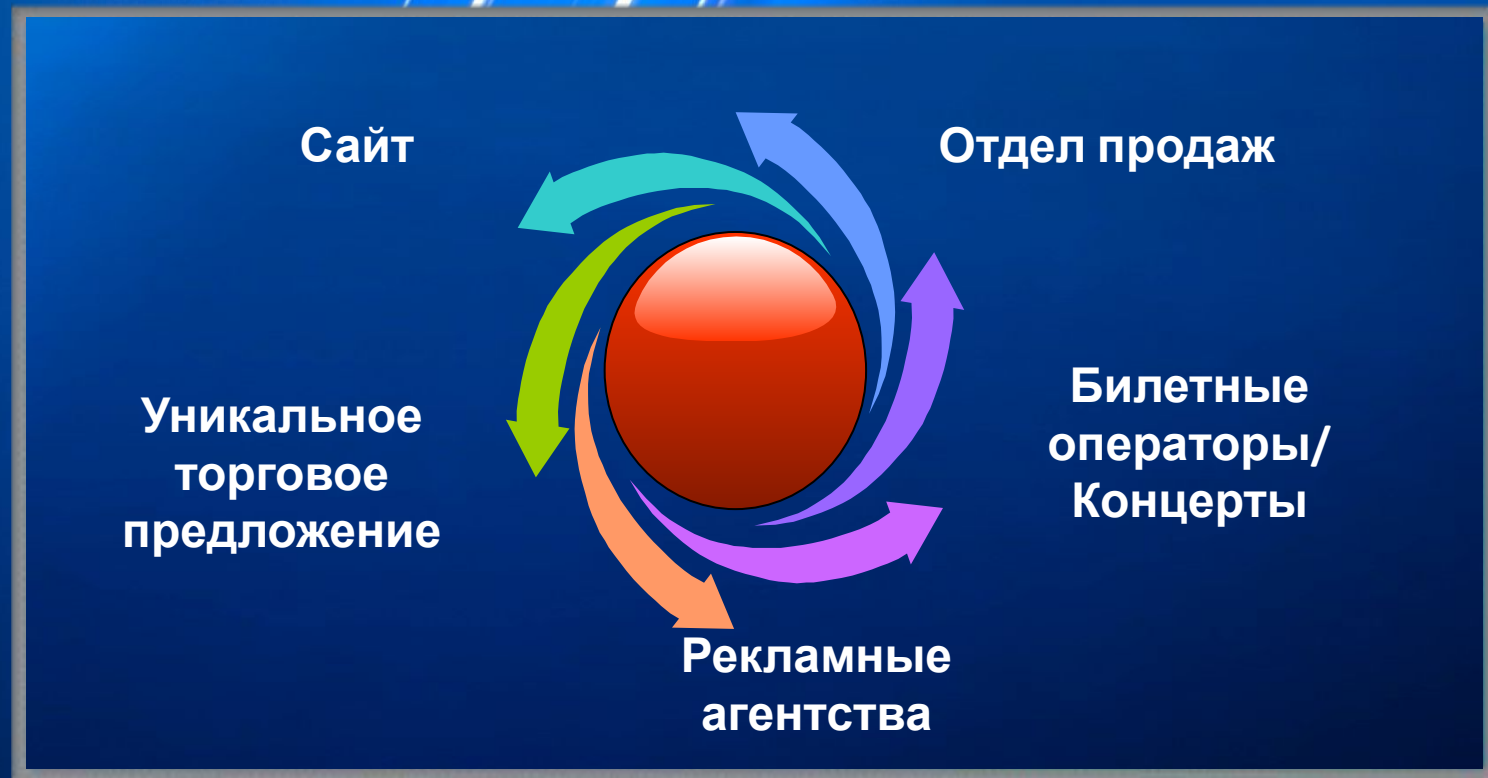 Сайт
Отдел продаж
Уникальное
торговое
предложение
Билетные
операторы/
Концерты
Рекламные
агентства